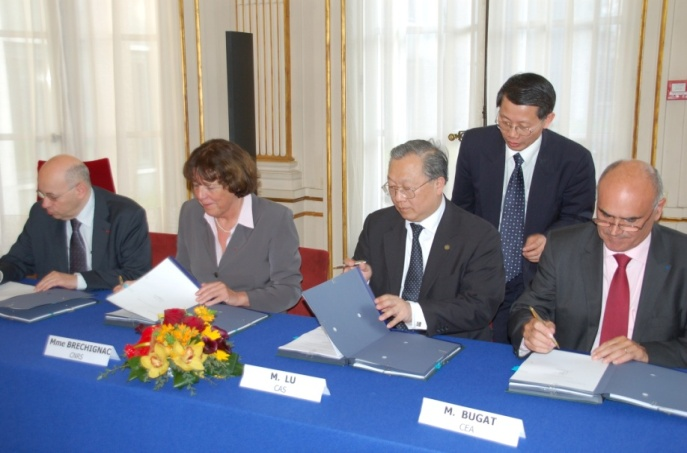 Mme BRECHIGNAC
CNRS
M. LU
CAS
M. BUGAT
CEA